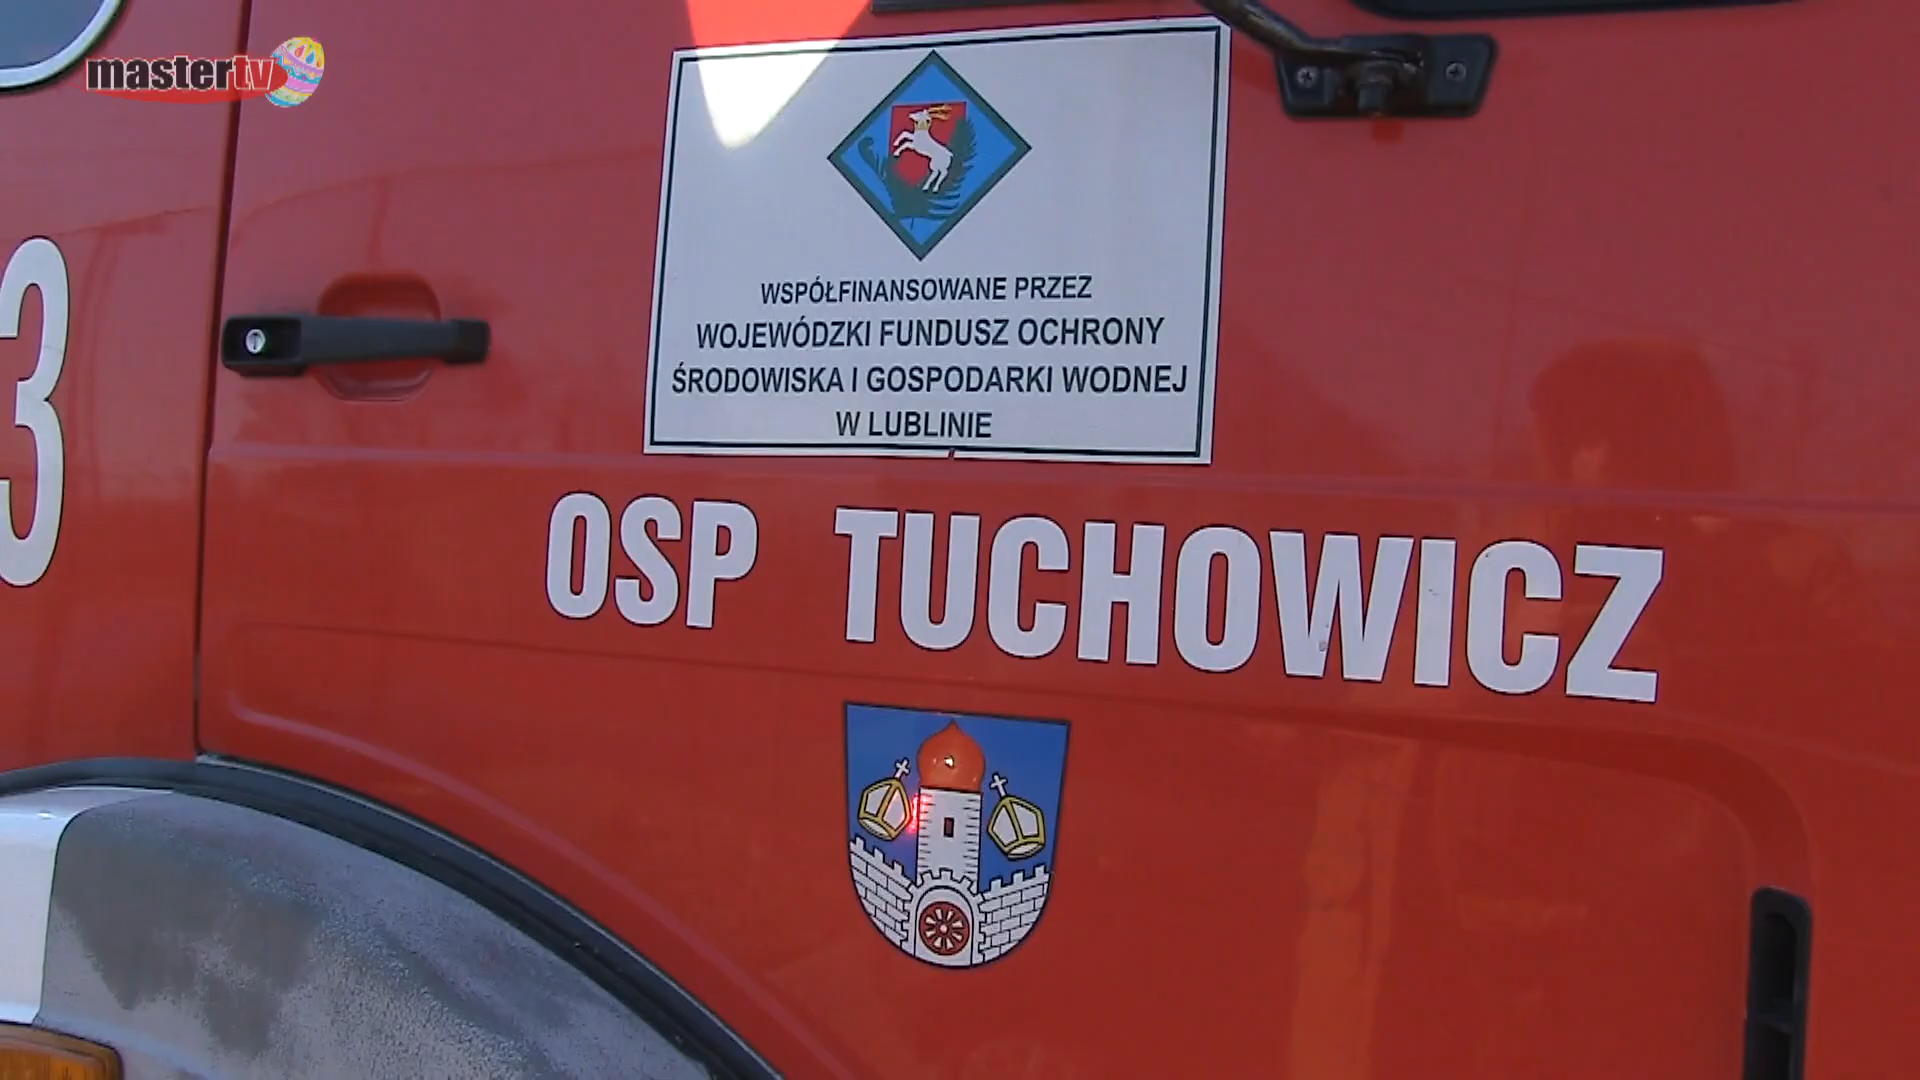 mastertv
WSPÓŁFINANSOWANE PRZEZ
WOJEWÓDZKI FUNDUSZ OCHRONY
ŚRODOWISKA I GOSPODARKI WODNEJ
W LUBLINIE
3
OSP TUCHOWICZ